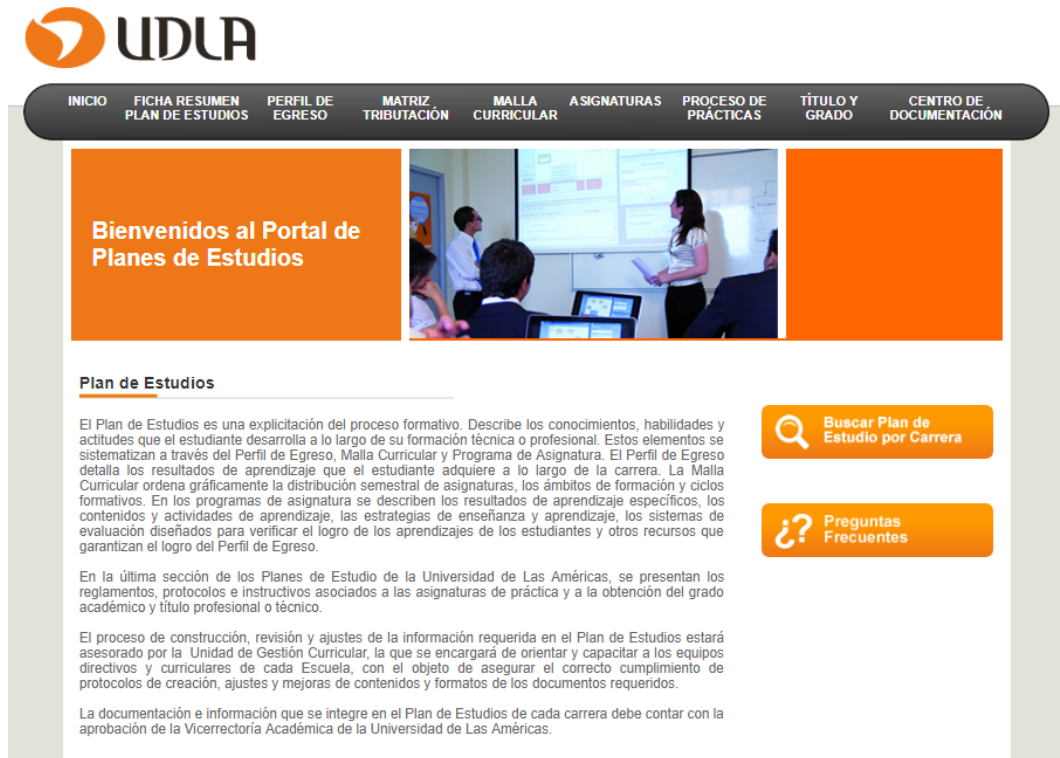 UDLA
INICIO
FICHA RESUMEN
PLAN DE ESTUDIOS
PERFIL DE
EGRESO
MATRIZ
TRIBUTACIÓN
MALLA
CURRICULAR
ASIGNATURAS
PROCESO DE
PRÁCTICAS
TÍTULO Y
GRADO
CENTRO DE
DOCUMENTACIÓN
Bienvenidos al Portal de
Planes de Estudios
Plan de Estudios
El Plan de Estudios es una explicitación del proceso formativo. Describe los conocimientos, habilidades y
actitudes que el estudiante desarrolla a lo largo de su formación técnica o profesional. Estos elementos se
sistematizan a través del Perfil de Egreso, Malla Curricular y Programa de Asignatura. El Perfil de Egreso
detalla los resultados de aprendizaje que el estudiante adquiere a lo largo de la carrera. La Malla
Curricular ordena gráficamente la distribución semestral de asignaturas, los ámbitos de formación y ciclos
formativos. En los programas de asignatura se describen los resultados de aprendizaje específicos, los
contenidos y actividades de aprendizaje, las estrategias de enseñanza y aprendizaje, los sistemas de
evaluación diseñados para verificar el logro de los aprendizajes de los estudiantes y otros recursos que
garantizan el logro del Perfil de Egreso.
En la última sección de los Planes de Estudio de la Universidad de Las Américas, se presentan los
reglamentos, protocolos e instructivos asociados a las asignaturas de práctica y a la obtención del grado
académico y título profesional o técnico.
El proceso de construcción, revisión y ajustes de la información requerida en el Plan de Estudios estará
asesorado por la Unidad de Gestión Curricular, la que se encargará de orientar y capacitar a los equipos
directivos y curriculares de cada Escuela, con el objeto de asegurar el correcto cumplimiento de
protocolos de creación, ajustes y mejoras de contenidos y formatos de los documentos requeridos.
La documentación e información que se integre en el Plan de Estudios de cada carrera debe contar con la
aprobación de la Vicerrectoría Académica de la Universidad de Las Américas.
Buscar Plan de
Estudio por Carrera
¿? Preguntas
Frecuentes